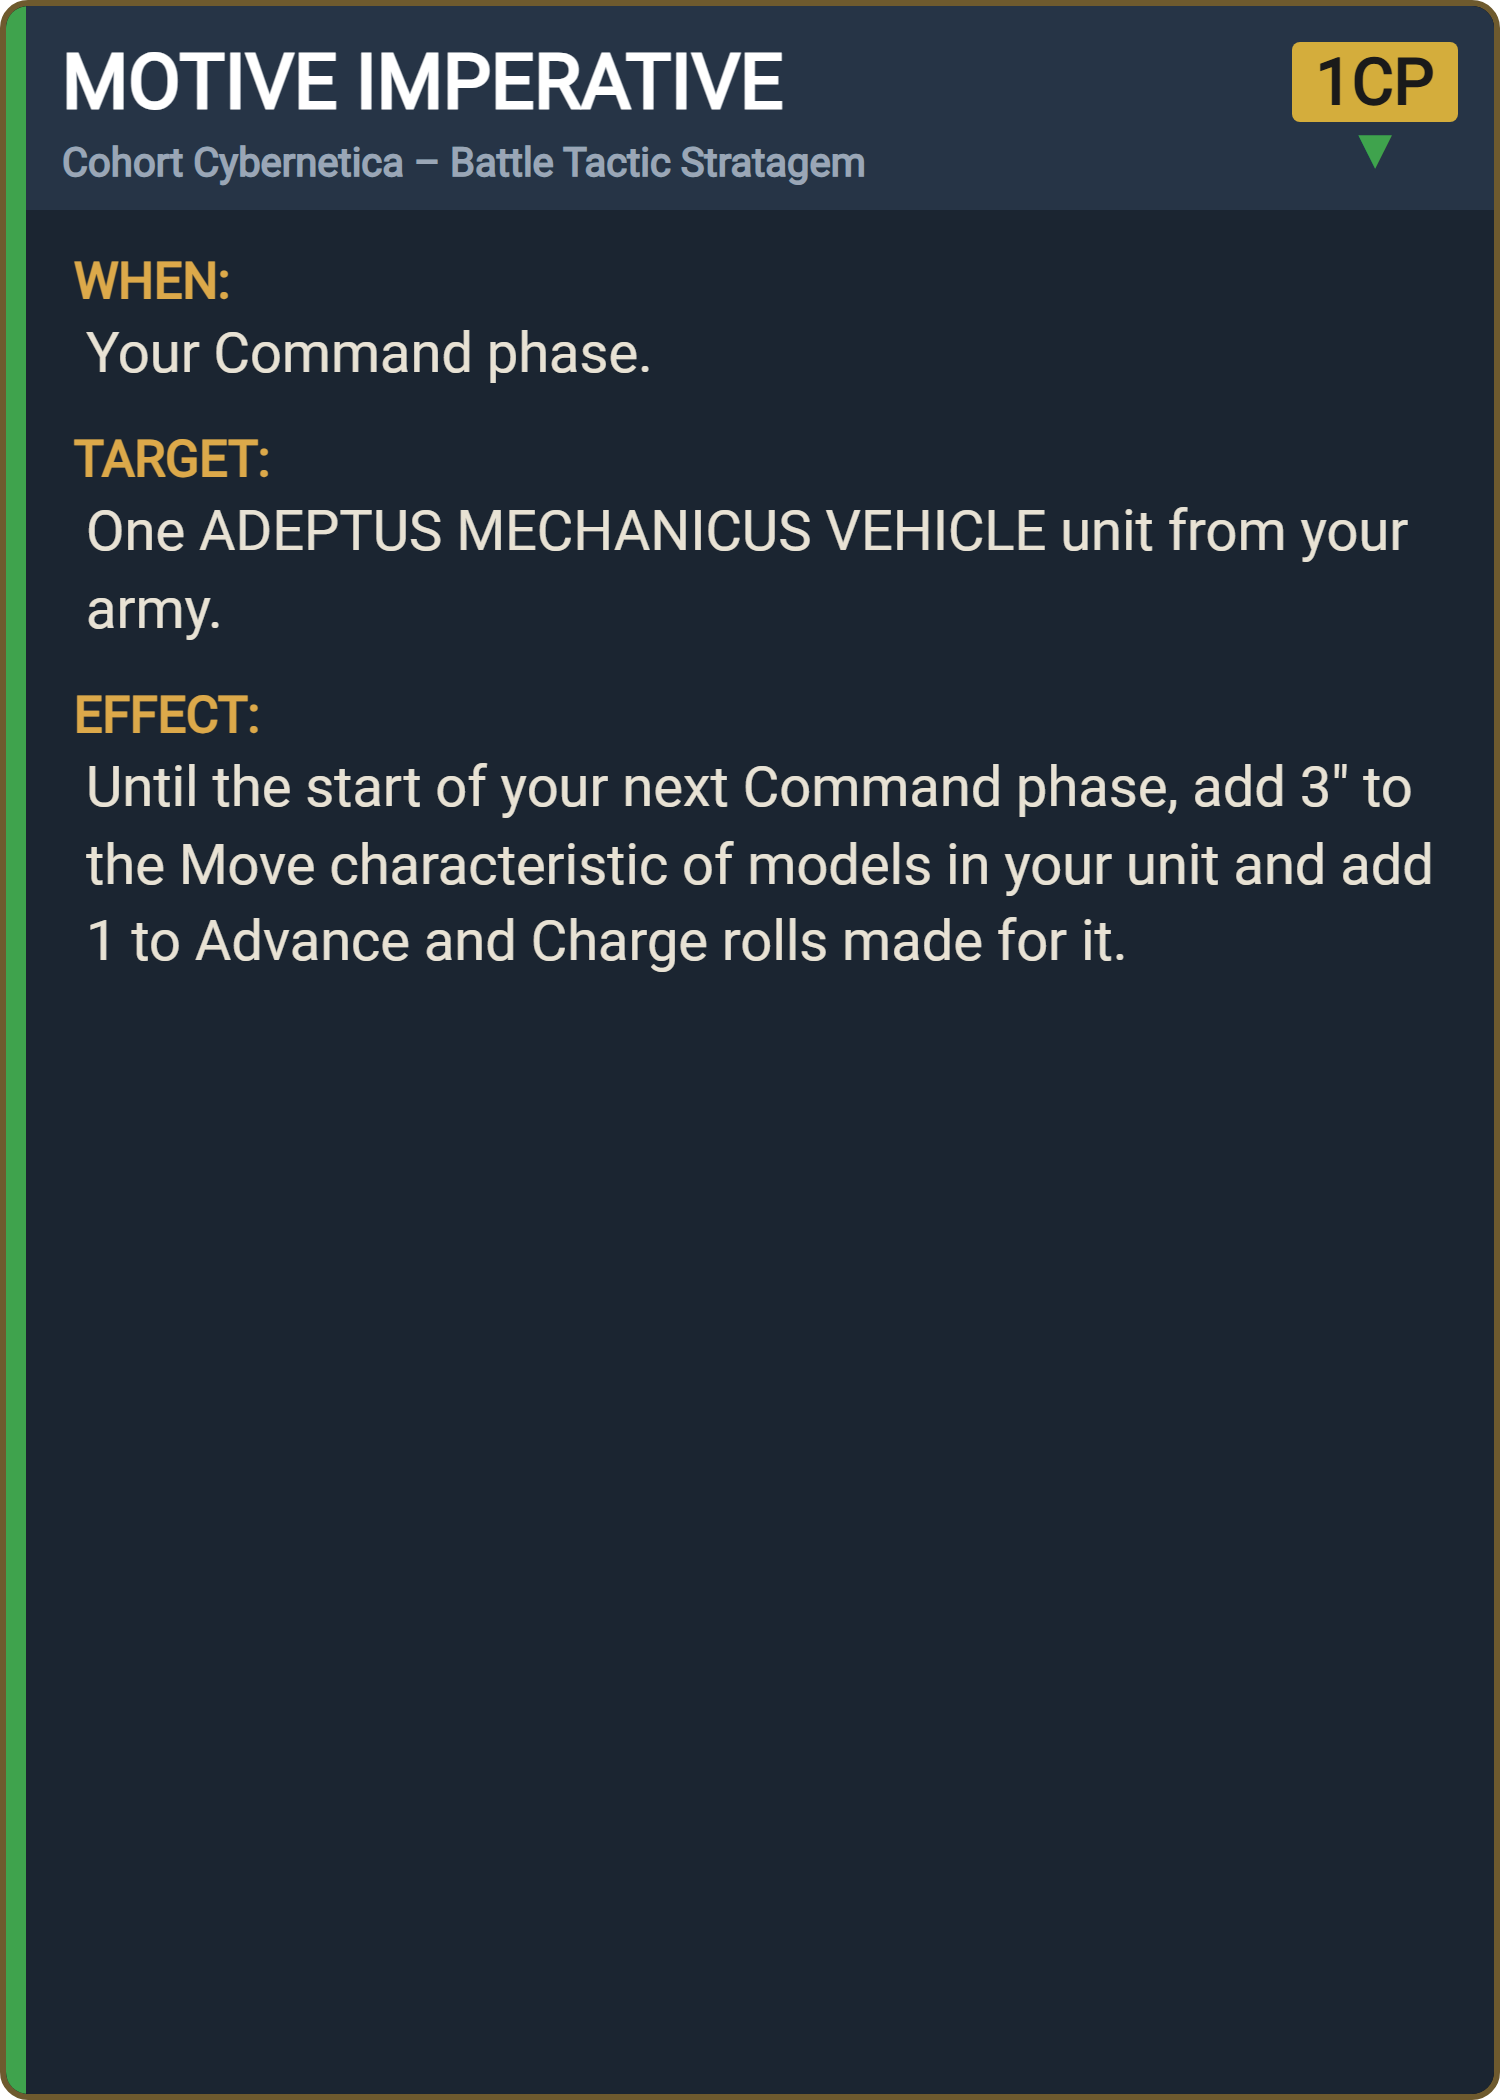 MOTIVE IMPERATIVE
1CP
Cohort Cybernetica – Battle Tactic Stratagem
WHEN:
Your Command phase.
TARGET:
One ADEPTUS MECHANICUS VEHICLE unit from your
army.
EFFECT:
Until the start of your next Command phase, add 3" to
the Move characteristic of models in your unit and add
1 to Advance and Charge rolls made for it.